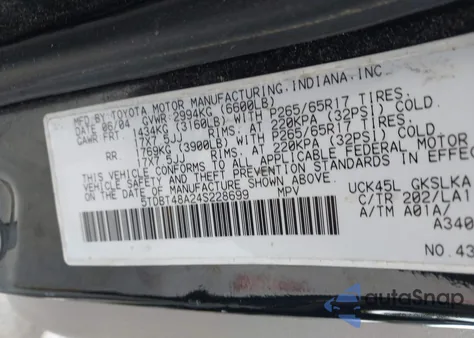 MFD. BY: TOYOTA MOTOR MANUFACTURING, INDIANA, INC.
DATE 06/04 GVWR: 2994KG (6600LB)
GAWR: FRT 1434KG (3160LB) WITH P265/65R17 TIRES,
17X7.5JJ RIMS, AT 220KPA (32PSI) COLD.
RR. 1769KG (3900LB) WITH P265/65R17 TIRES,
17X7.5JJ RIMS, AT 220KPA (32PSI) COLD.
THIS VEHICLE CONFORMS TO ALL APPLICABLE FEDERAL MOTOR
VEHICLE SAFETY AND THEFT PREVENTION STANDARDS IN EFFEC
ON THE DATE OF MANUFACTURE SHOWN ABOVE.
5TDBT48A24S228699 MPV
UCK45L GKSLKA
C/TR 202/LA1
A/TM A01A/
A340
NO. 43
autoSnap